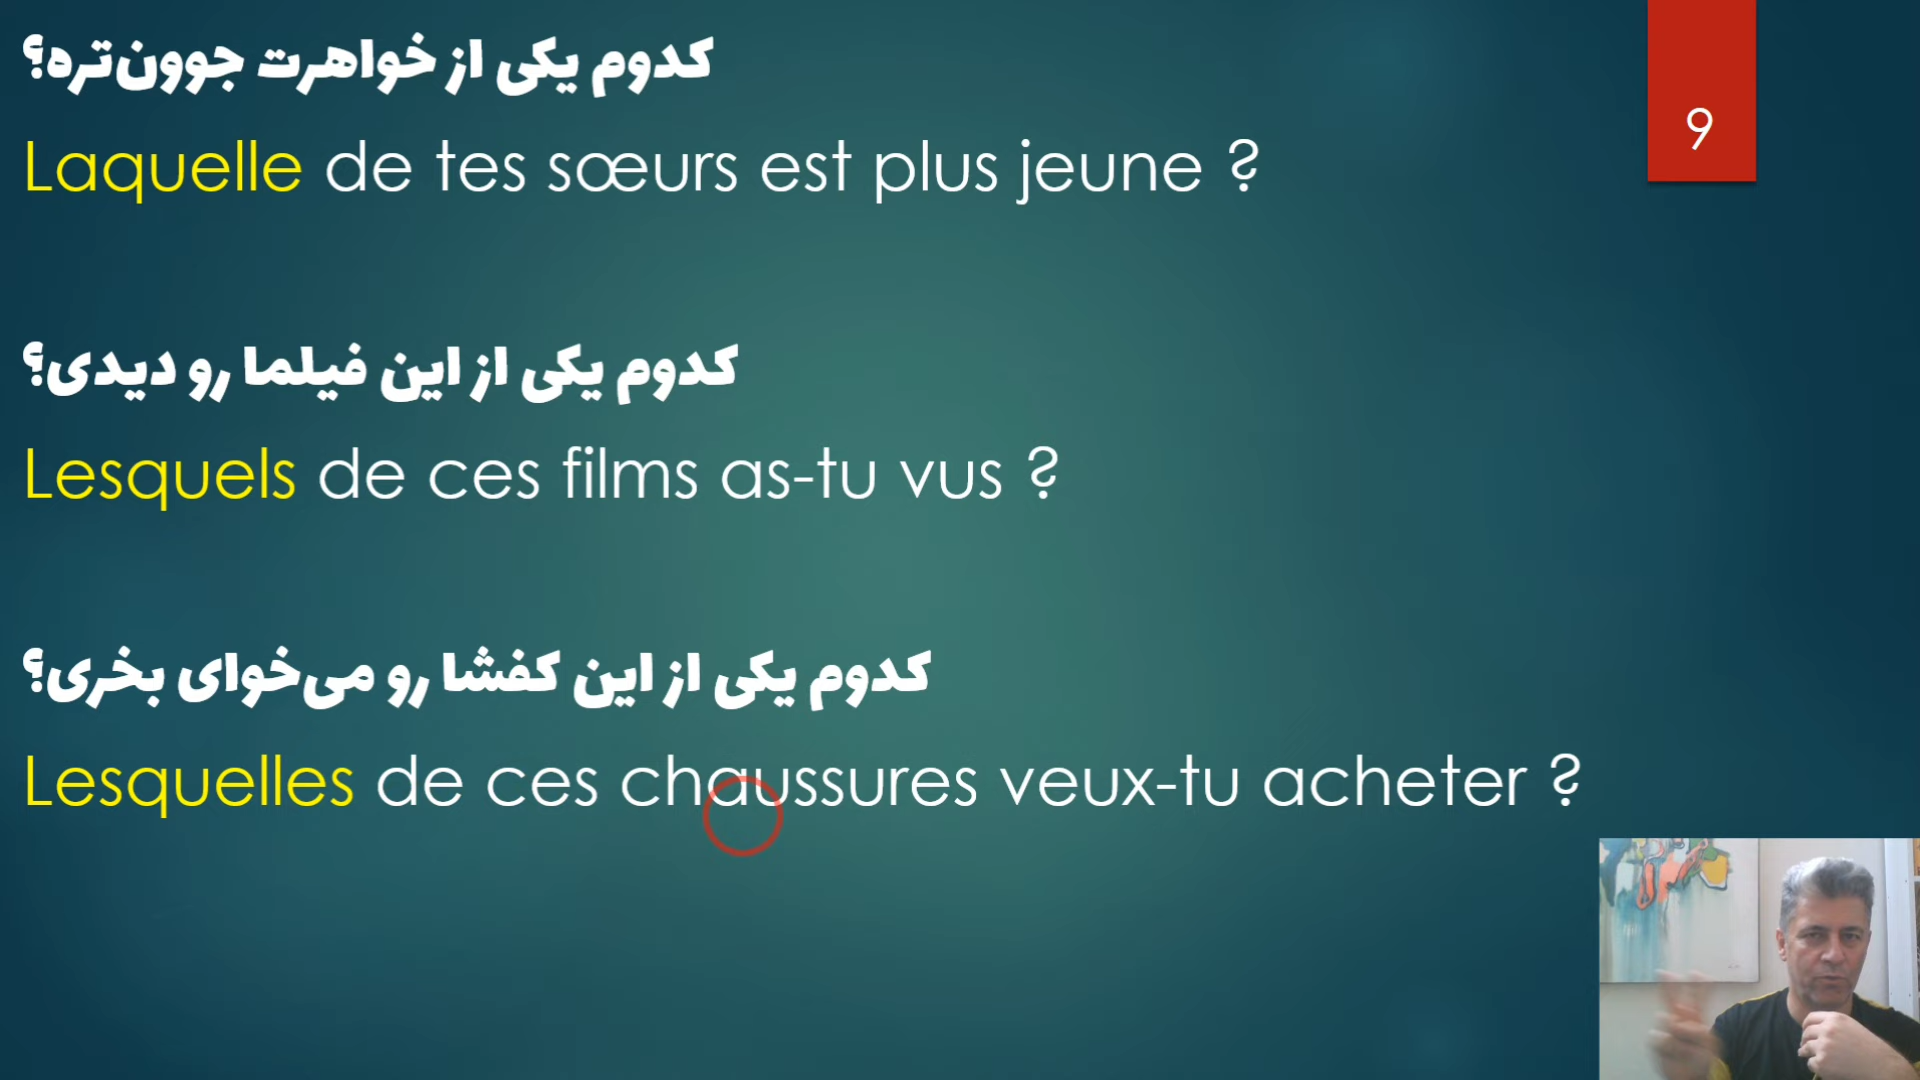 کدوم یکی از خواهرت جوون‌تره؟
9
Laquelle de tes sœurs est plus jeune ?
کدوم یکی از این فیلما رو دیدی؟
Lesquels de ces films as-tu vus ?
کدوم یکی از این کفشا رو می‌خوای بخری؟
Lesquelles de ces chaussures veux-tu acheter ?